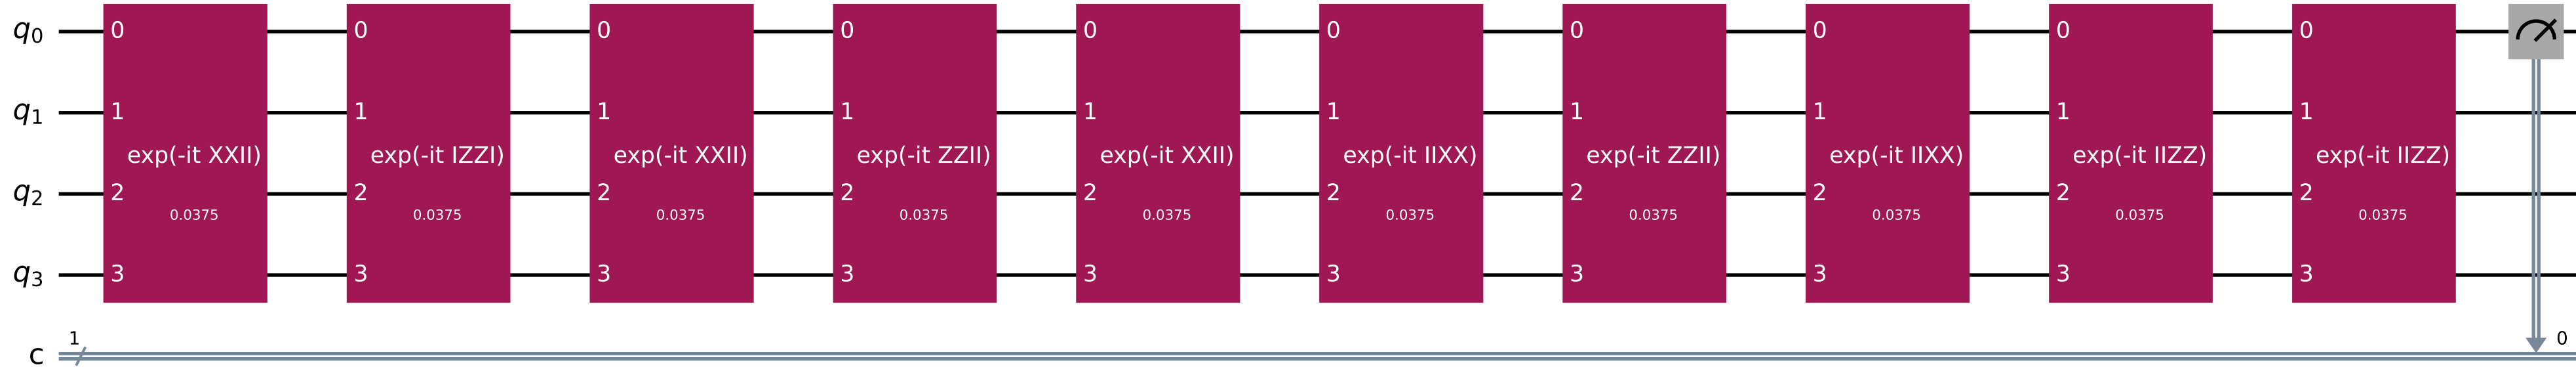 q0 0 0 0 0 0 0 0 0 0 0
q1 1 1 1 1 1 1 1 1 1 1
exp(-it XXII) exp(-it IZZI) exp(-it XXII) exp(-it ZZII) exp(-it XXII) exp(-it IIXX) exp(-it ZZII) exp(-it IIXX) exp(-it IIZZ) exp(-it IIZZ)
q2 2 2 2 2 2 2 2 2 2 2
0.0375 0.0375 0.0375 0.0375 0.0375 0.0375 0.0375 0.0375 0.0375 0.0375
q3 3 3 3 3 3 3 3 3 3 3
1 0
c